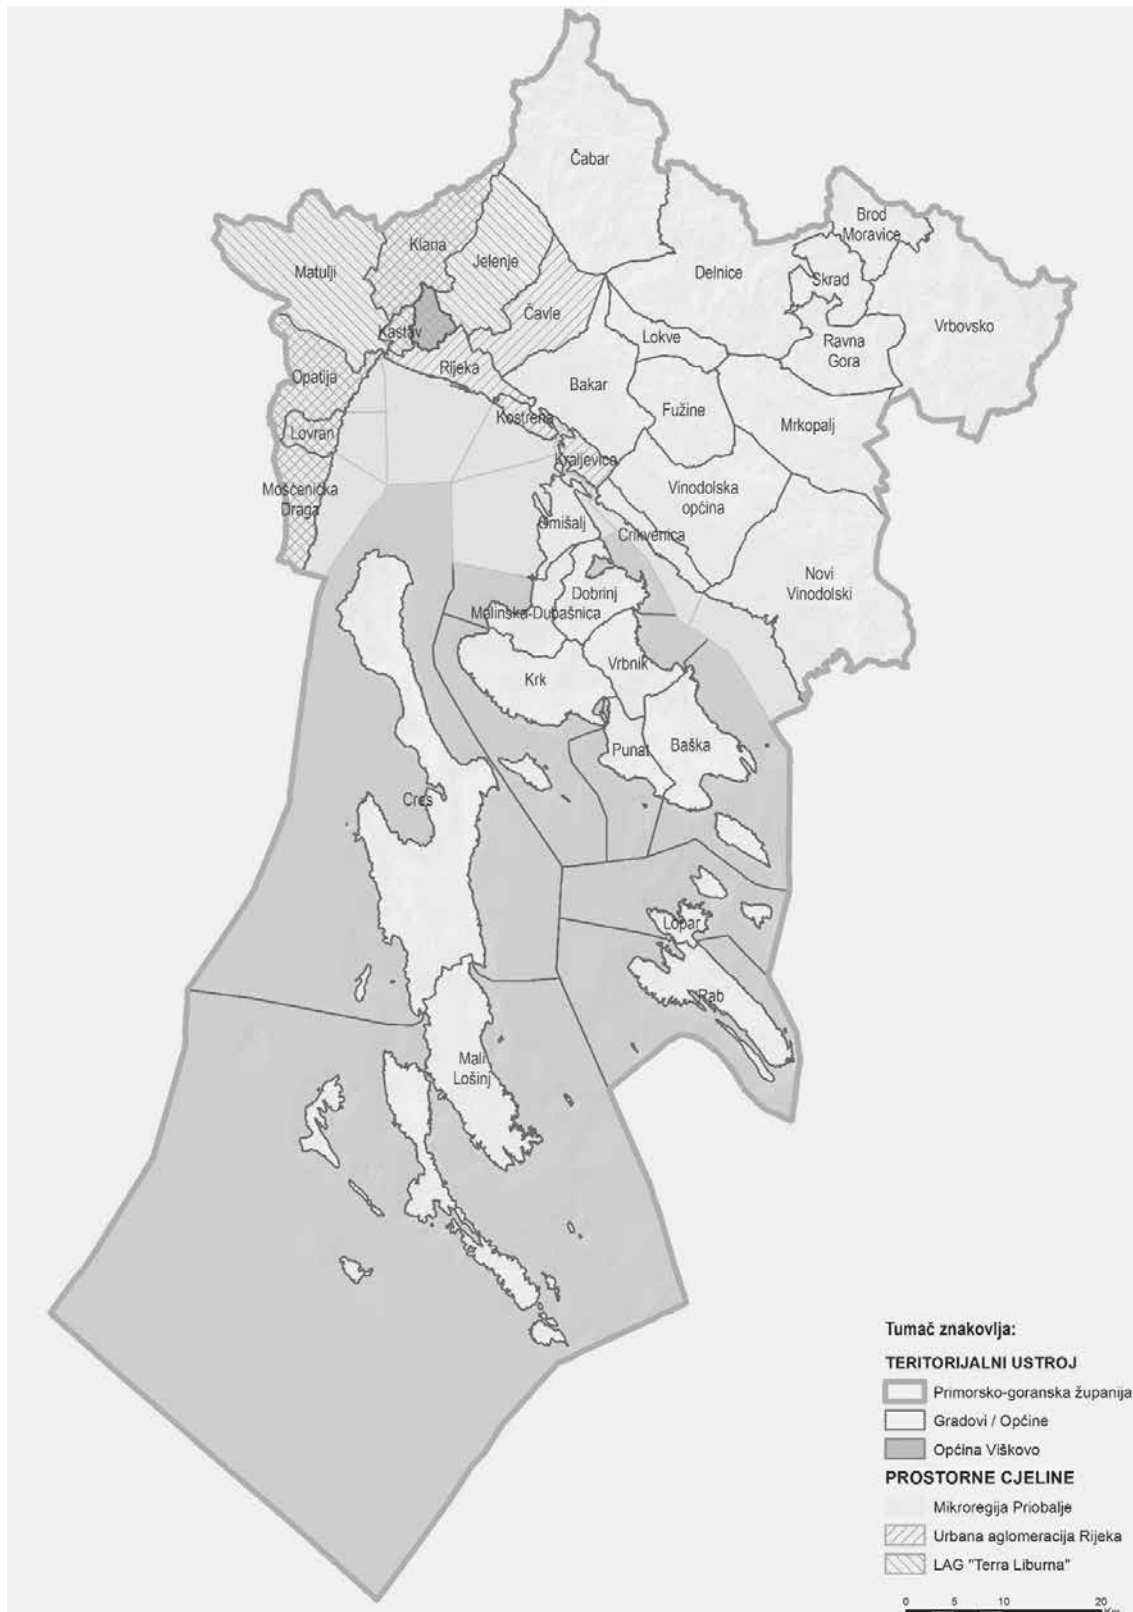 Čabar
Brod
Moravice
Klana
Matulji
Jelenje
Delnice
Skrad
Čavle
Vrbovsko
Kastav
Lokve
Ravna
Gora
Rijeka
Opatija
Bakar
Fužine
Kostrena
Mrkopalj
Lovran
Kraljevica
Mošćenička
Draga
Vinodolska
općina
Omišalj
Crikvenica
Novi
Vinodolski
Dobrinj
Malinska-Dubašnica
Vrbnik
Krk
Punat
Baška
Cres
Lopar
Rab
Mali
Lošinj
Tumač znakovlja:
TERITORIJALNI USTROJ
Primorsko-goranska županija
Gradovi / Općine
Općina Viškovo
PROSTORNE CJELINE
Mikroregija Priobalje
Urbana aglomeracija Rijeka
LAG "Terra Liburna"
0 5 10 20
Km